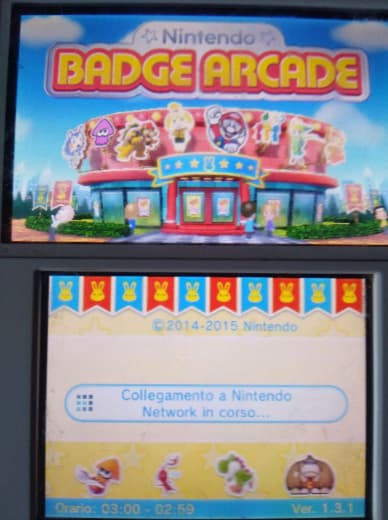 Nintendo
BADGE ARCADE
©2014-2015 Nintendo
Collegamento a Nintendo
Network in corso...
Orario: 03:00 - 02:59 Ver. 1.3.1